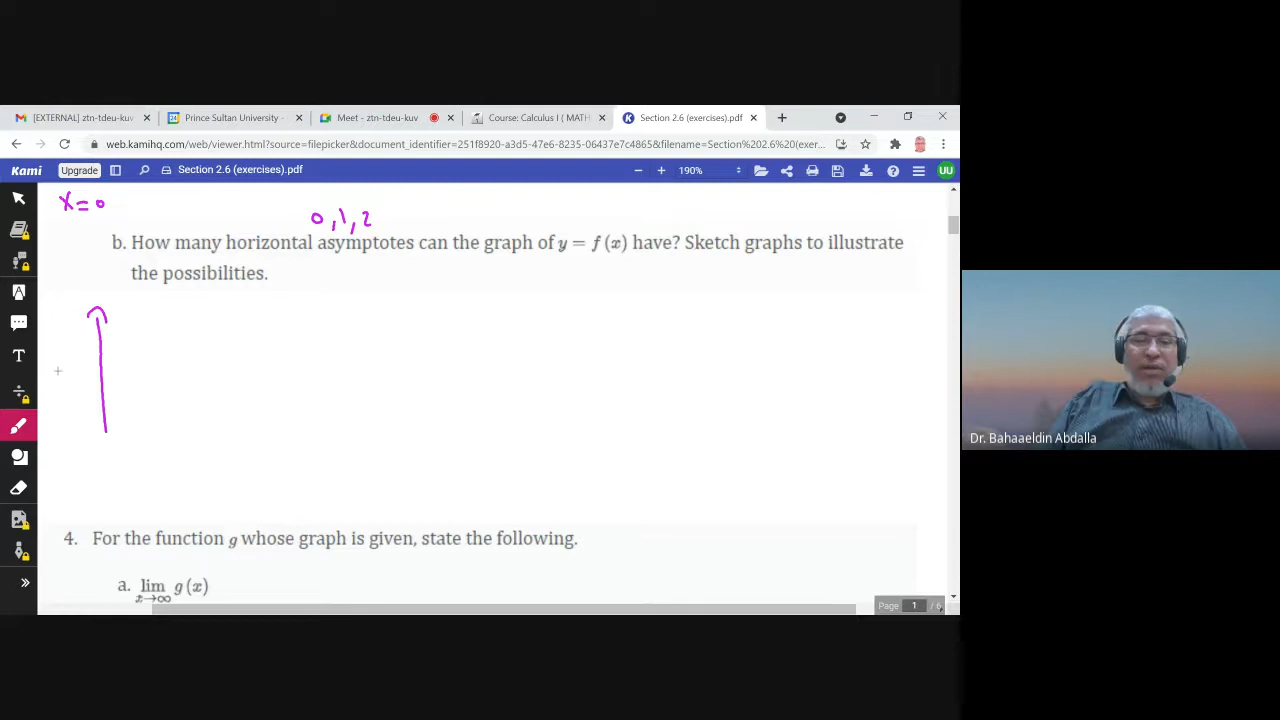 [EXTERNAL] ztn-tdeu-kuv
Prince Sultan University -
Meet - ztn-tdeu-kuv
Course: Calculus I ( MATH
Section 2.6 (exercises).pdf
web.kamihq.com/web/viewer.html?source=filepicker&document_identifier=251f8920-a3d5-47e6-8235-06437e7c4865&filename=Section%202.6%20(exer...
Kami Upgrade Section 2.6 (exercises).pdf 190% UU
x = 0
0, 1, 2
b. How many horizontal asymptotes can the graph of y = f (x) have? Sketch graphs to illustrate
the possibilities.
Dr. Bahaaeldin Abdalla
4. For the function g whose graph is given, state the following.
a. lim g (x)
x→∞
Page 1 / 6